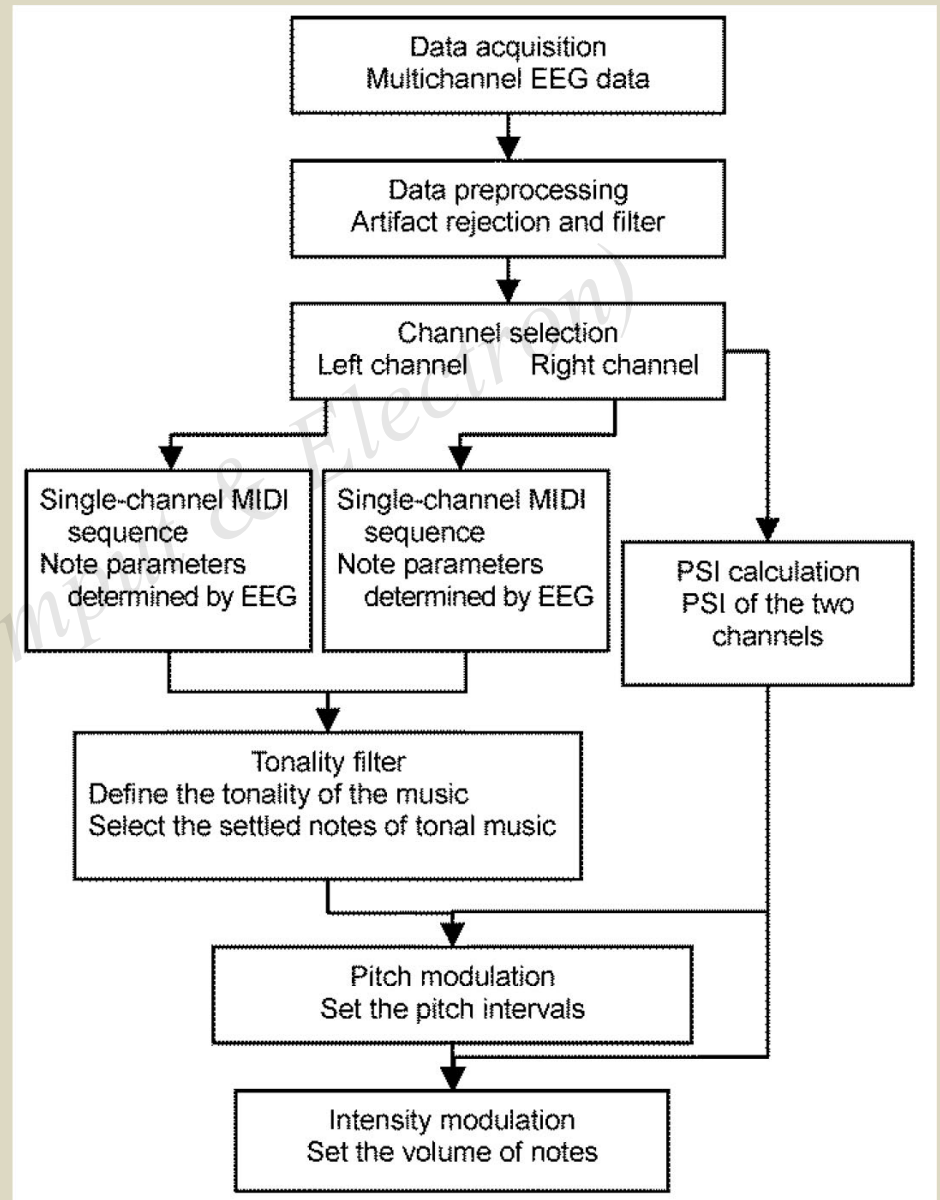 Data acquisition
Multichannel EEG data
Data preprocessing
Artifact rejection and filter
Channel selection
Left channel Right channel
Single-channel MIDI
sequence
Note parameters
determined by EEG
Single-channel MIDI
sequence
Note parameters
determined by EEG
PSI calculation
PSI of the two
channels
Tonality filter
Define the tonality of the music
Select the settled notes of tonal music
Pitch modulation
Set the pitch intervals
Intensity modulation
Set the volume of notes
mput & Electron)